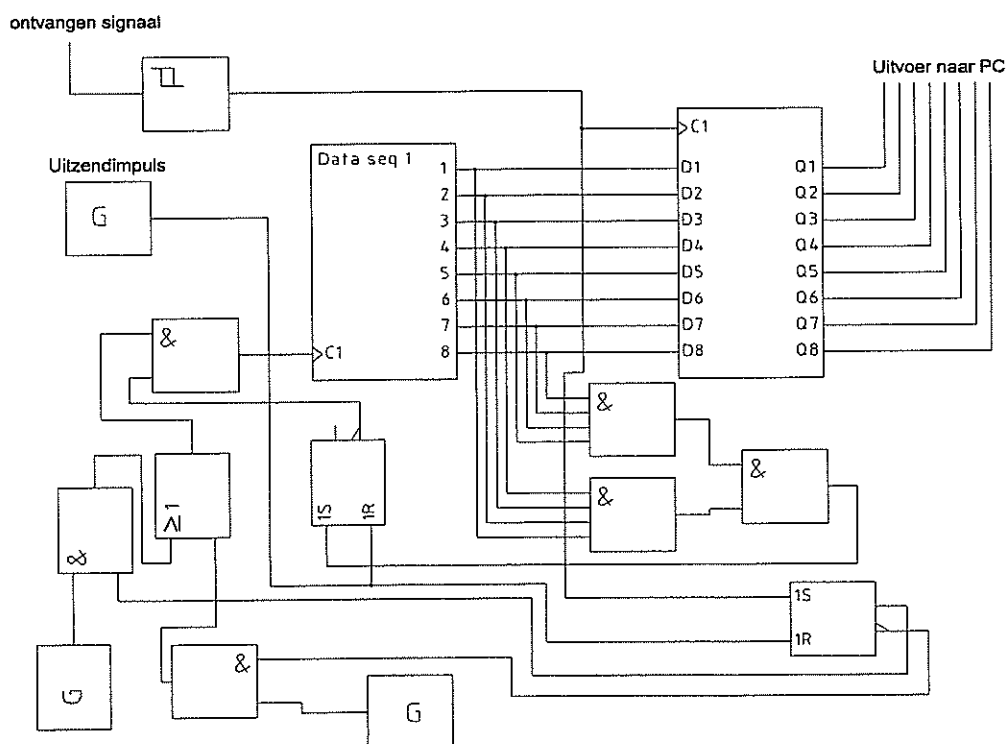 ontvangen signaal
Uitvoer naar PC
Uitzendimpuls
G
Data seq 1
1
2
3
4
5
6
7
8
C1
C1
D1
D2
D3
D4
D5
D6
D7
D8
Q1
Q2
Q3
Q4
Q5
Q6
Q7
Q8
&
&
&
&
1S
1R
≥1
&
1S
1R
&
G
G